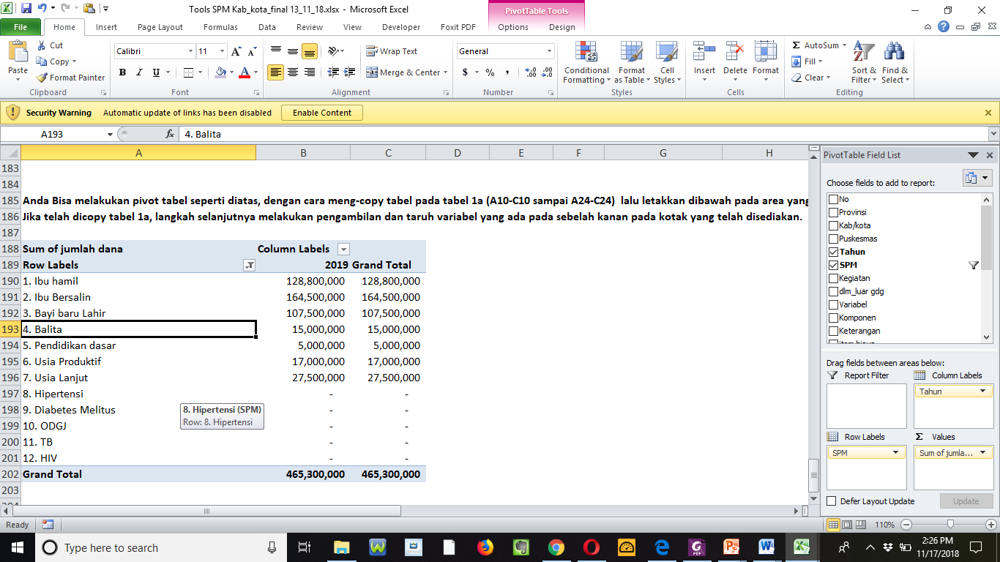 Tools SPM Kab_kota_final 13_11_18.xlsx - Microsoft Excel
PivotTable Tools
File Home Insert Page Layout Formulas Data Review View Developer Foxit PDF Options Design
Paste
Cut
Copy
Format Painter
Clipboard
Calibri 11
B I U
Font
Wrap Text
Merge & Center
Alignment
General
$ % ,
Number
Conditional Formatting
Format as Table
Cell Styles
Styles
Insert Delete Format
Cells
AutoSum
Fill
Clear
Sort & Filter
Find & Select
Editing
Security Warning Automatic update of links has been disabled Enable Content
A193 fx 4. Balita
A B C D E F G H
183
184
185 Anda Bisa melakukan pivot tabel seperti diatas, dengan cara meng-copy tabel pada tabel 1a (A10-C10 sampai A24-C24) lalu letakkan dibawah pada area yang
186 Jika telah dicopy tabel 1a, langkah selanjutnya melakukan pengambilan dan taruh variabel yang ada pada sebelah kanan pada kotak yang telah disediakan.
187
188 Sum of jumlah dana Column Labels
189 Row Labels 2019 Grand Total
190 1. Ibu hamil 128,800,000 128,800,000
191 2. Ibu Bersalin 164,500,000 164,500,000
192 3. Bayi baru Lahir 107,500,000 107,500,000
193 4. Balita 15,000,000 15,000,000
194 5. Pendidikan dasar 5,000,000 5,000,000
195 6. Usia Produktif 17,000,000 17,000,000
196 7. Usia Lanjut 27,500,000 27,500,000
197 8. Hipertensi - -
198 9. Diabetes Melitus - -
199 10. ODGJ - -
200 11. TB - -
201 12. HIV - -
202 Grand Total 465,300,000 465,300,000
203
8. Hipertensi (SPM)
Row: 8. Hipertensi
PivotTable Field List
Choose fields to add to report:
No
Provinsi
Kab/kota
Puskesmas
Tahun
SPM
Kegiatan
dlm_luar gdg
Variabel
Komponen
Keterangan
Drag fields between areas below:
Report Filter Column Labels
Tahun
Row Labels Σ Values
SPM Sum of jumla...
Defer Layout Update Update
Ready 110%
Type here to search
2:26 PM
11/17/2018